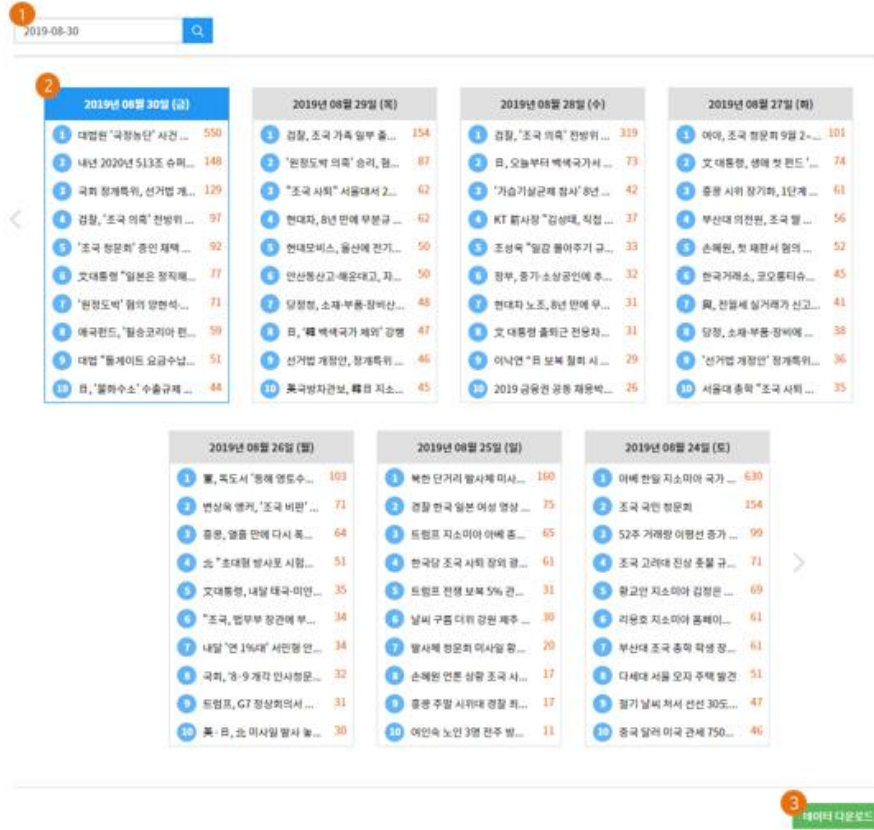 1
2019-08-30
2
2019년 08월 30일 (금)
1 대법원 '국정농단' 사건 ... 550
2 내년 2020년 513조 슈퍼... 148
3 국회 정개특위, 선거법 개... 129
4 검찰, '조국 의혹' 전방위 ... 97
5 '조국 청문회' 증인 채택 ... 92
6 文대통령 "일본은 정직해... 77
7 '원정도박' 혐의 양현석·... 71
8 애국펀드, '필승코리아 펀... 59
9 대법 "톨게이트 요금수납... 51
10 日, '불화수소' 수출규제 ... 44
2019년 08월 29일 (목)
1 검찰, 조국 가족 일부 출... 154
2 '원정도박 의혹' 승리, 혐... 87
3 "조국 사퇴" 서울대서 2... 62
4 현대차, 8년 만에 무분규 ... 62
5 현대모비스, 울산에 전기... 50
6 안산동산고·해운대고, 자... 50
7 당정청, 소재·부품·장비산... 48
8 日, '韓 백색국가 제외' 강행 47
9 선거법 개정안, 정개특위... 46
10 美국방차관보, 韓日 지소... 45
2019년 08월 28일 (수)
1 검찰, '조국 의혹' 전방위 ... 319
2 日, 오늘부터 백색국가서 ... 73
3 '가습기살균제 참사' 8년 ... 42
4 KT 前사장 "김성태, 직접 ... 37
5 조성욱 "일감 몰아주기 규... 33
6 정부, 중기·소상공인에 추... 32
7 현대차 노조, 8년 만에 무... 31
8 文 대통령 출퇴근 전용차... 31
9 이낙연 "日 보복 철회 시 ... 29
10 2019 금융권 공동 채용박... 26
2019년 08월 27일 (화)
1 여야, 조국 청문회 9월 2~... 101
2 文 대통령, 생애 첫 펀드 '... 74
3 홍콩 시위 장기화, 1단계 ... 61
4 부산대 의전원, 조국 딸 ... 56
5 손혜원, 첫 재판서 혐의 ... 52
6 한국거래소, 코오롱티슈... 45
7 與, 전월세 실거래가 신고... 41
8 당정, 소재·부품·장비에 ... 38
9 '선거법 개정안' 정개특위... 36
10 서울대 총학 "조국 사퇴 ... 35
2019년 08월 26일 (월)
1 軍, 독도서 '동해 영토수... 103
2 변상욱 앵커, '조국 비판' ... 71
3 홍콩, 열흘 만에 다시 폭... 64
4 北 "초대형 방사포 시험... 51
5 文대통령, 내달 태국·미얀... 35
6 "조국, 법무부 장관에 부... 34
7 내달 '연 1%대' 서민형 안... 34
8 국회, '8·9 개각 인사청문... 32
9 트럼프, G7 정상회의서 ... 31
10 美·日, 北 미사일 발사 놓... 30
2019년 08월 25일 (일)
1 북한 단거리 발사체 미사... 160
2 경찰 한국 일본 여성 영상 ... 75
3 트럼프 지소미아 아베 총... 65
4 한국당 조국 사퇴 장외 광... 61
5 트럼프 전쟁 보복 5% 관... 31
6 날씨 구름 더위 강원 제주 ... 30
7 발사체 청문회 미사일 황... 20
8 손혜원 언론 상황 조국 사... 17
9 홍콩 주말 시위대 경찰 최... 17
10 여인숙 노인 3명 전주 방... 11
2019년 08월 24일 (토)
1 아베 한일 지소미아 국가 ... 630
2 조국 국민 청문회 154
3 52주 거래량 이평선 증가 ... 99
4 조국 고려대 진상 촛불 규... 71
5 황교안 지소미아 김정은 ... 69
6 리용호 지소미아 폼페이... 61
7 부산대 조국 총학 학생 장... 61
8 다세대 서울 모자 주택 발견 51
9 절기 날씨 처서 선선 30도... 47
10 중국 달러 미국 관세 750... 46
3
데이터 다운로드